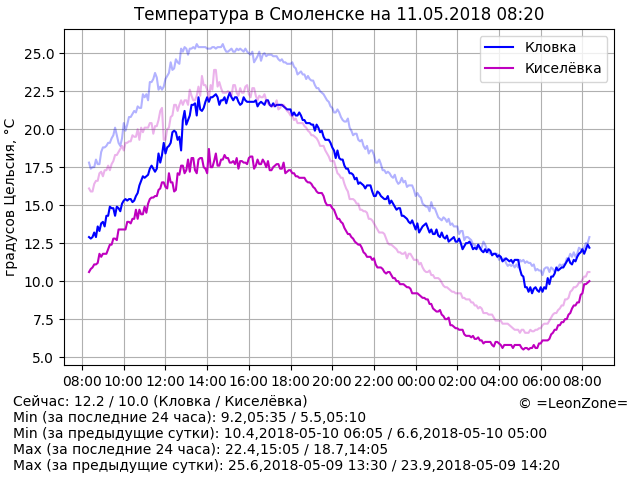 Температура в Смоленске на 11.05.2018 08:20
Кловка
Киселёвка
градусов Цельсия, °C
25.0
22.5
20.0
17.5
15.0
12.5
10.0
7.5
5.0
08:00 10:00 12:00 14:00 16:00 18:00 20:00 22:00 00:00 02:00 04:00 06:00 08:00
Сейчас: 12.2 / 10.0 (Кловка / Киселёвка)
© =LeonZone=
Min (за последние 24 часа): 9.2,05:35 / 5.5,05:10
Min (за предыдущие сутки): 10.4,2018-05-10 06:05 / 6.6,2018-05-10 05:00
Max (за последние 24 часа): 22.4,15:05 / 18.7,14:05
Max (за предыдущие сутки): 25.6,2018-05-09 13:30 / 23.9,2018-05-09 14:20